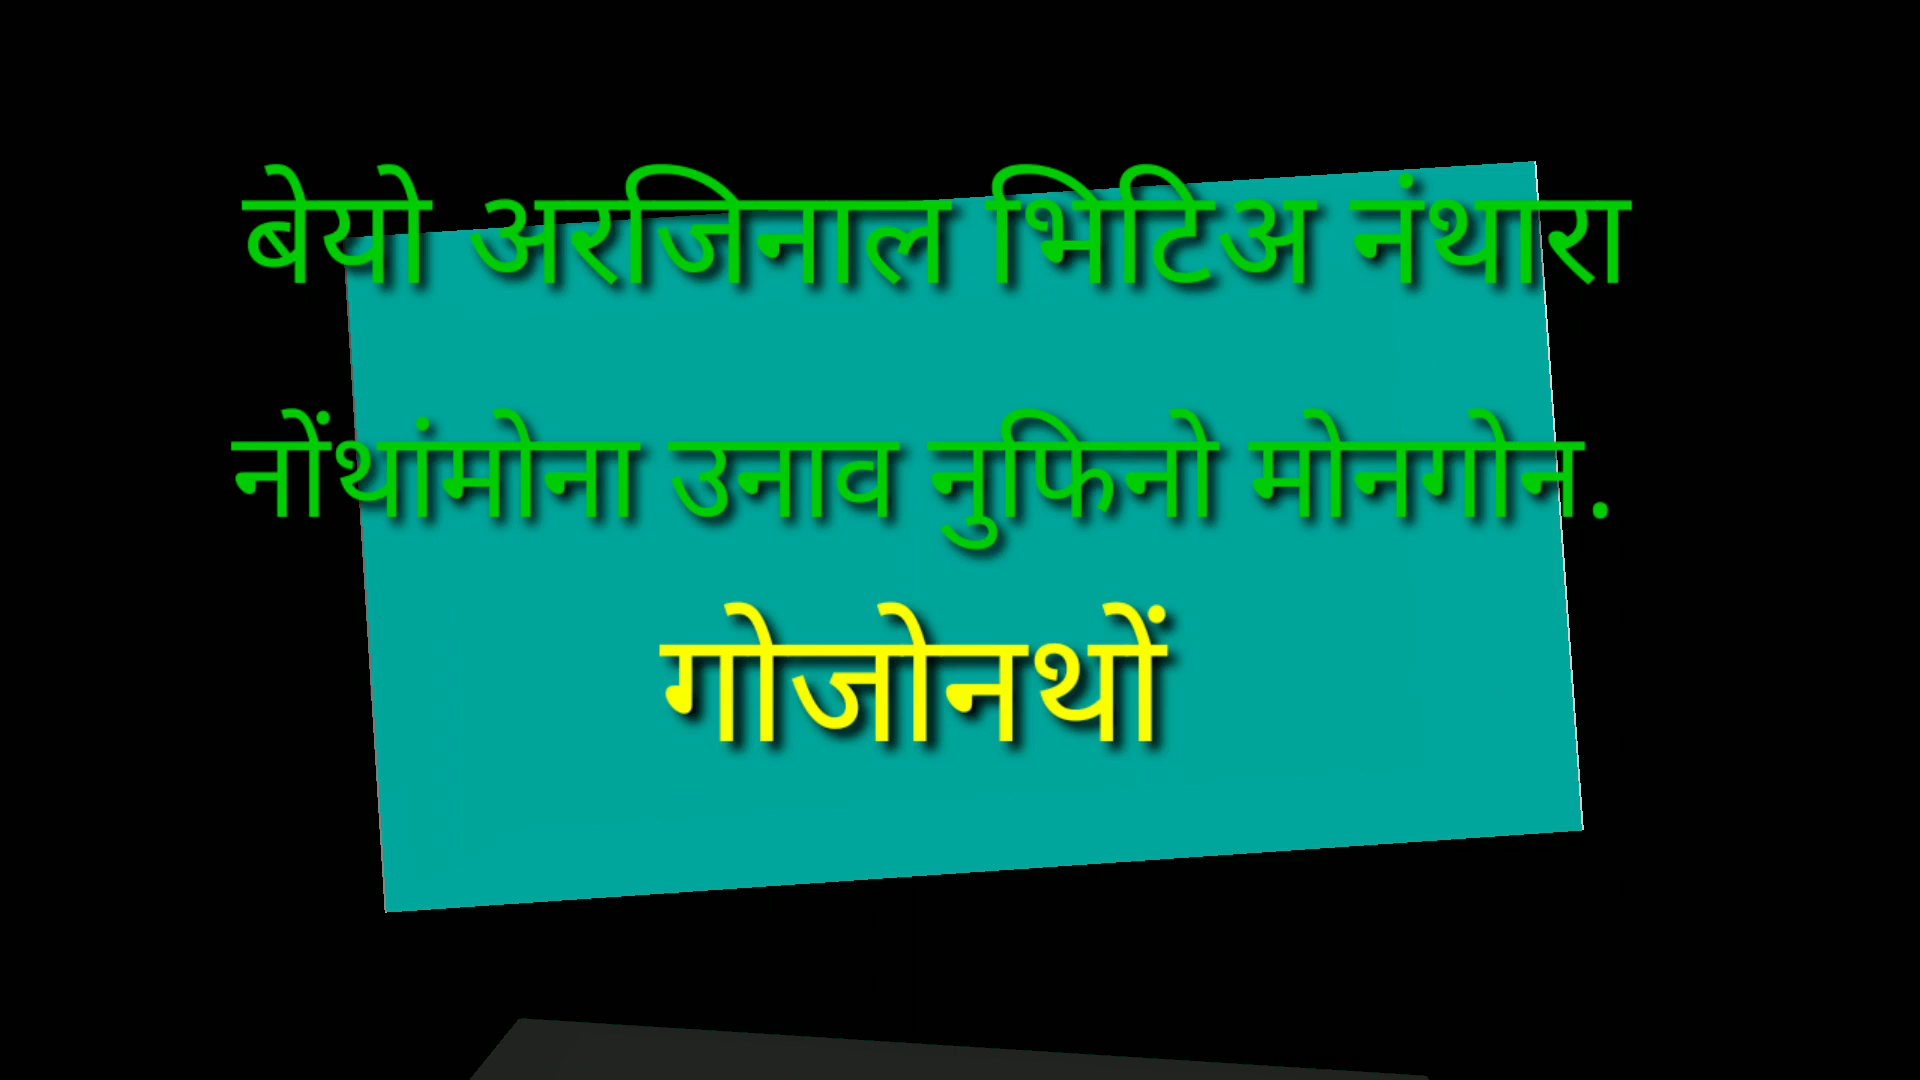 बेयो अरजिनाल भिटिअ नंथारा
नोंथांमोना उनाव नुफिनो मोनगोन.
गोजोनथों